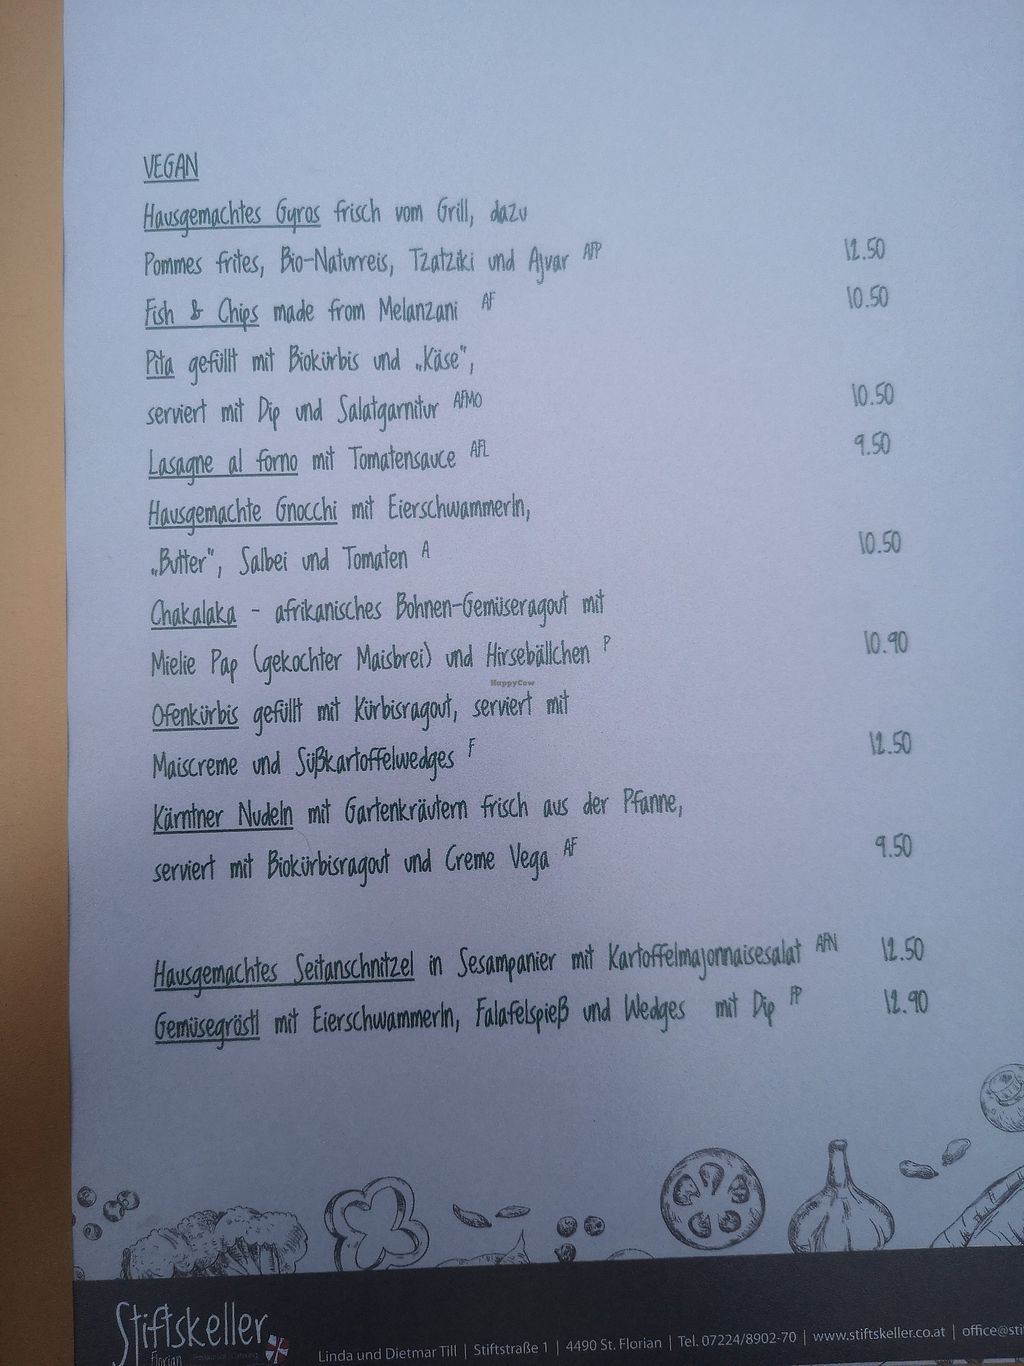 VEGAN
Hausgemachtes Gyros frisch vom Grill, dazu
Pommes frites, Bio-Naturreis, Tzatziki und Ajvar AFP 12.50
Fish & Chips made from Melanzani AF 10.50
Pita gefüllt mit Biokürbis und „Käse",
serviert mit Dip und Salatgarnitur AFMO 10.50
Lasagne al forno mit Tomatensauce AFL 9.50
Hausgemachte Gnocchi mit Eierschwammerln,
„Butter", Salbei und Tomaten A 10.50
Chakalaka - afrikanisches Bohnen-Gemüseragout mit
Mielie Pap (gekochter Maisbrei) und Hirsebällchen P 10.90
HappyCow
Ofenkürbis gefüllt mit Kürbisragout, serviert mit
Maiscreme und Süßkartoffelwedges F 12.50
Kärntner Nudeln mit Gartenkräutern frisch aus der Pfanne,
serviert mit Biokürbisragout und Creme Vega AF 9.50
Hausgemachtes Seitanschnitzel in Sesampanier mit Kartoffelmajonnaisesalat AFN 12.50
Gemüsegröstl mit Eierschwammerln, Falafelspieß und Wedges mit Dip FP 12.90
Stiftskeller
Florian
Linda und Dietmar Till | Stiftstraße 1 | 4490 St. Florian | Tel. 07224/8902-70 | www.stiftskeller.co.at | office@sti